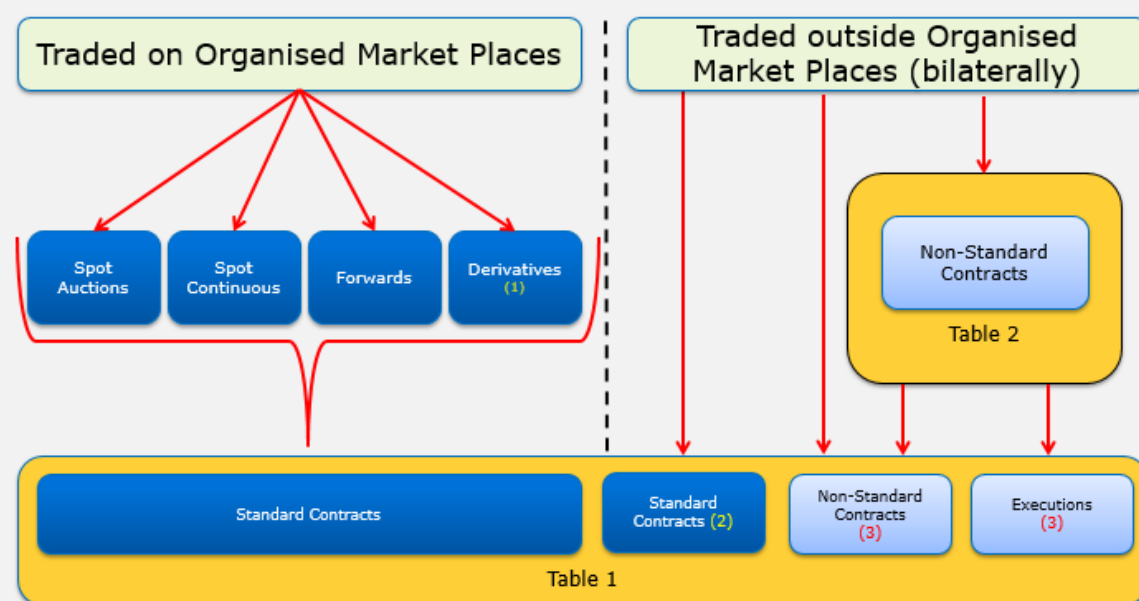 Traded on Organised Market Places
Traded outside Organised
Market Places (bilaterally)
Spot
Auctions
Spot
Continuous
Forwards
Derivatives
(1)
Non-Standard
Contracts
Table 2
Standard Contracts
Standard
Contracts (2)
Non-Standard
Contracts
(3)
Executions
(3)
Table 1